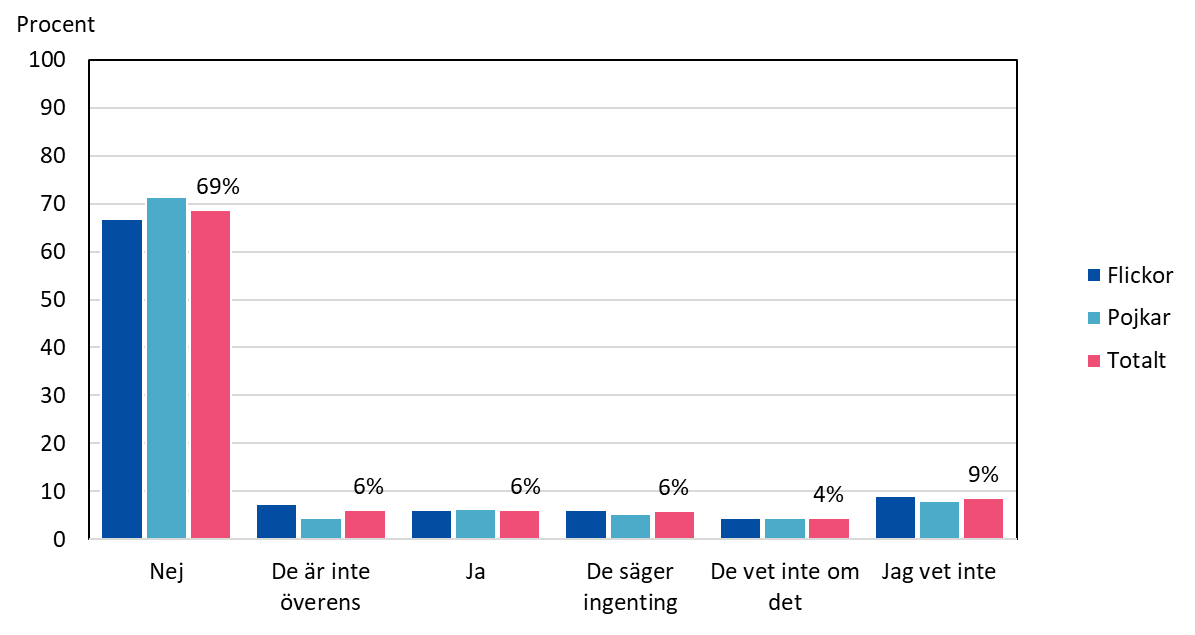 Procent
100
90
80
70
60
50
40
30
20
10
0
69%
6%
6%
6%
4%
9%
Nej
De är inte
överens
Ja
De säger
ingenting
De vet inte om
det
Jag vet inte
Flickor
Pojkar
Totalt